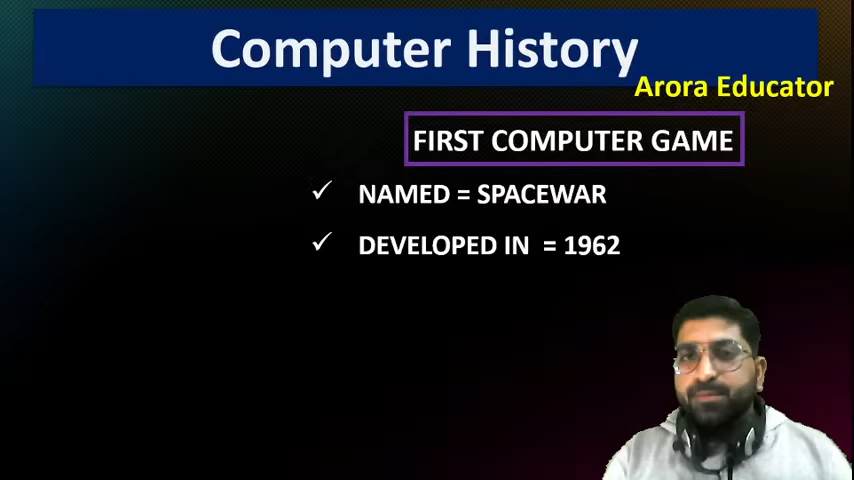 Computer History
Arora Educator
FIRST COMPUTER GAME
✓ NAMED = SPACEWAR
✓ DEVELOPED IN = 1962